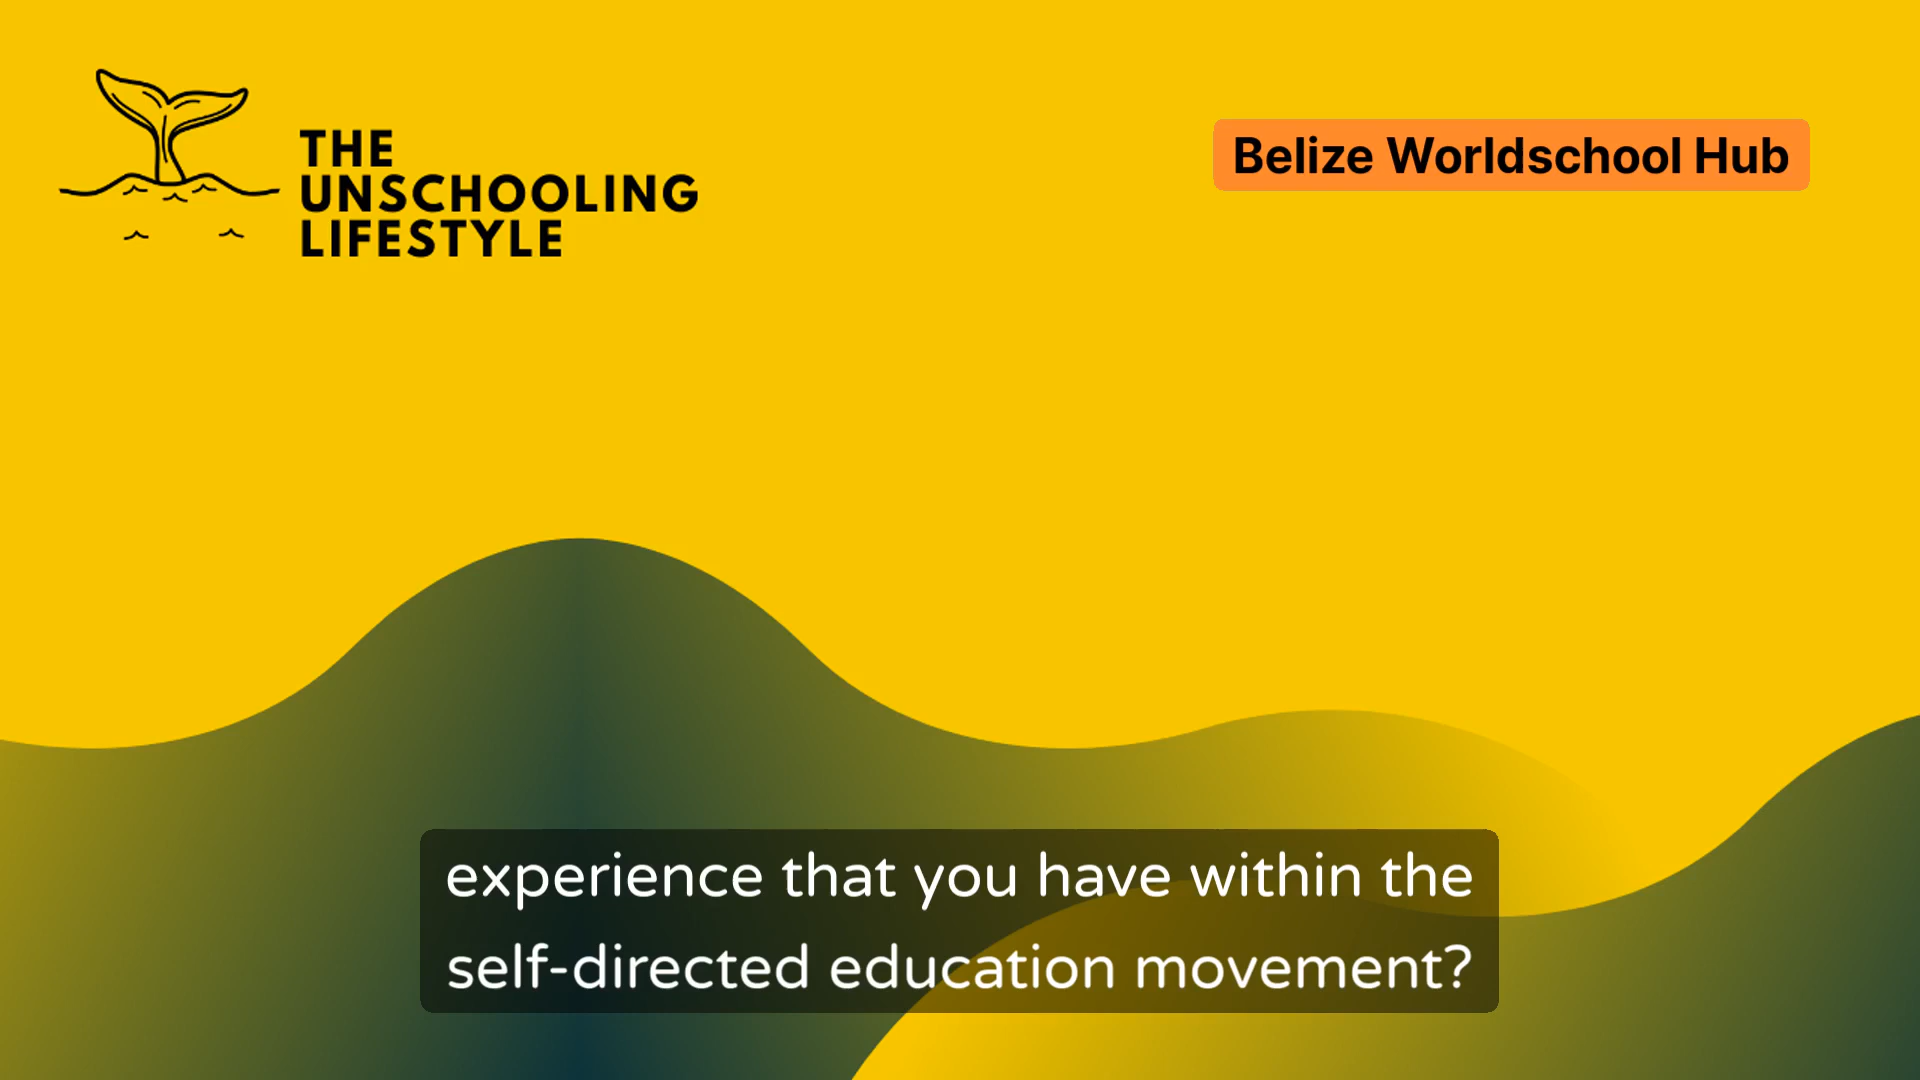 THE
UNSCHOOLING
LIFESTYLE
Belize Worldschool Hub
experience that you have within the
self-directed education movement?